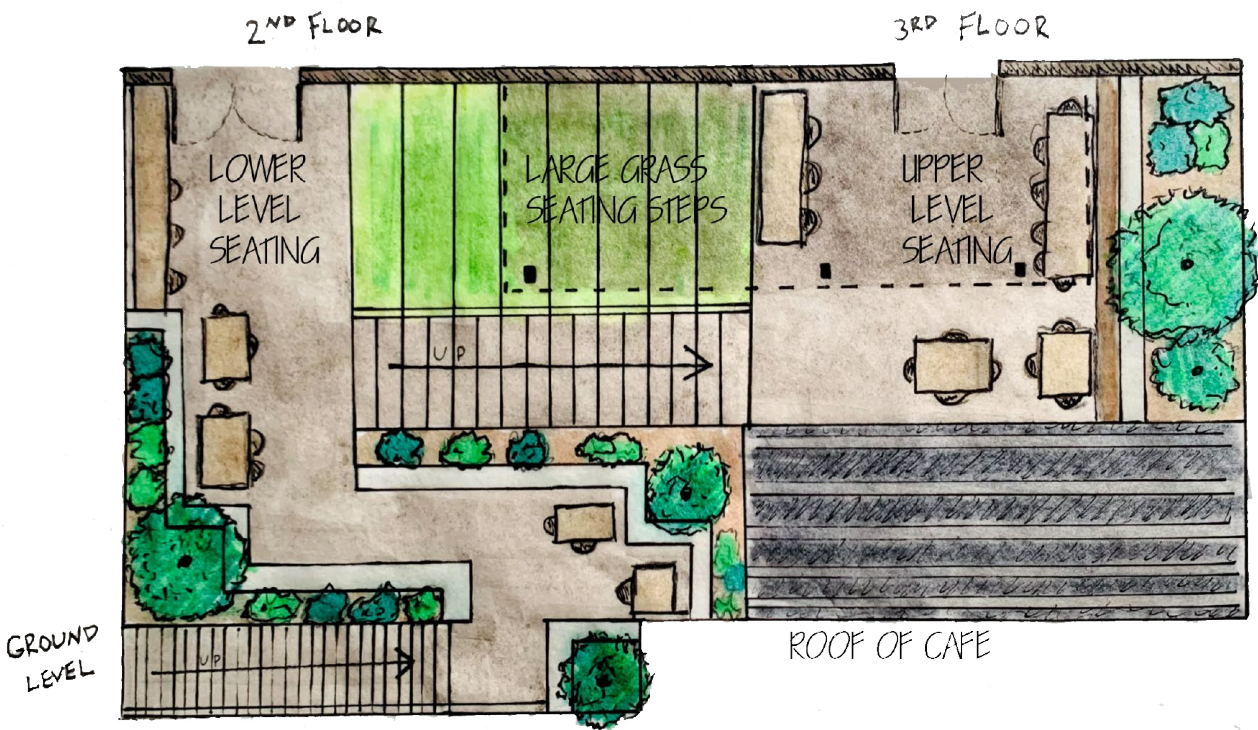 2ND FLOOR
3RD FLOOR
LOWER
LEVEL
SEATING
LARGE GRASS
SEATING STEPS
UPPER
LEVEL
SEATING
UP
GROUND
LEVEL
UP
ROOF OF CAFE